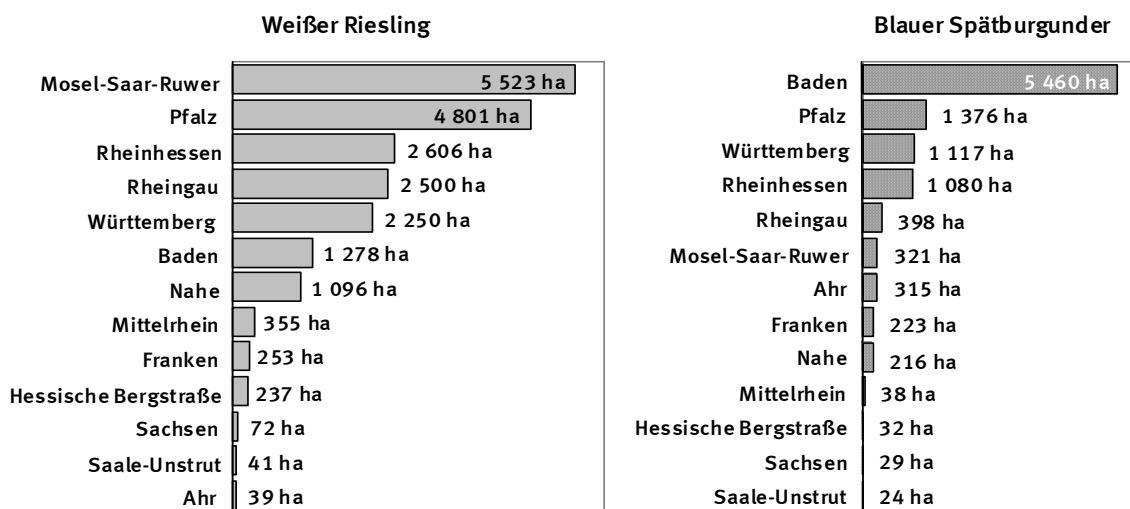 Weißer Riesling
Mosel-Saar-Ruwer 5 523 ha
Pfalz 4 801 ha
Rheinhessen 2 606 ha
Rheingau 2 500 ha
Württemberg 2 250 ha
Baden 1 278 ha
Nahe 1 096 ha
Mittelrhein 355 ha
Franken 253 ha
Hessische Bergstraße 237 ha
Sachsen 72 ha
Saale-Unstrut 41 ha
Ahr 39 ha
Blauer Spätburgunder
Baden 5 460 ha
Pfalz 1 376 ha
Württemberg 1 117 ha
Rheinhessen 1 080 ha
Rheingau 398 ha
Mosel-Saar-Ruwer 321 ha
Ahr 315 ha
Franken 223 ha
Nahe 216 ha
Mittelrhein 38 ha
Hessische Bergstraße 32 ha
Sachsen 29 ha
Saale-Unstrut 24 ha